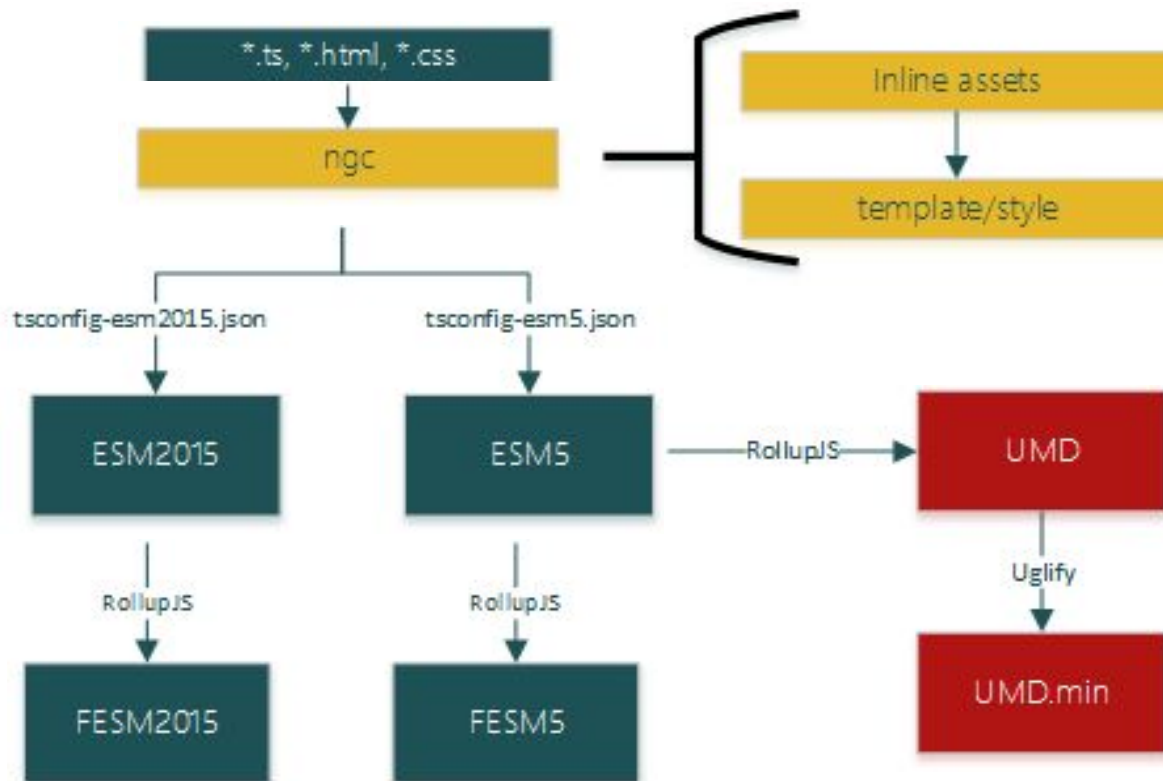 *.ts, *.html, *.css
Inline assets
ngc
template/style
tsconfig-esm2015.json
tsconfig-esm5.json
ESM2015
ESM5
RollupJS
UMD
Uglify
RollupJS
RollupJS
FESM2015
FESM5
UMD.min